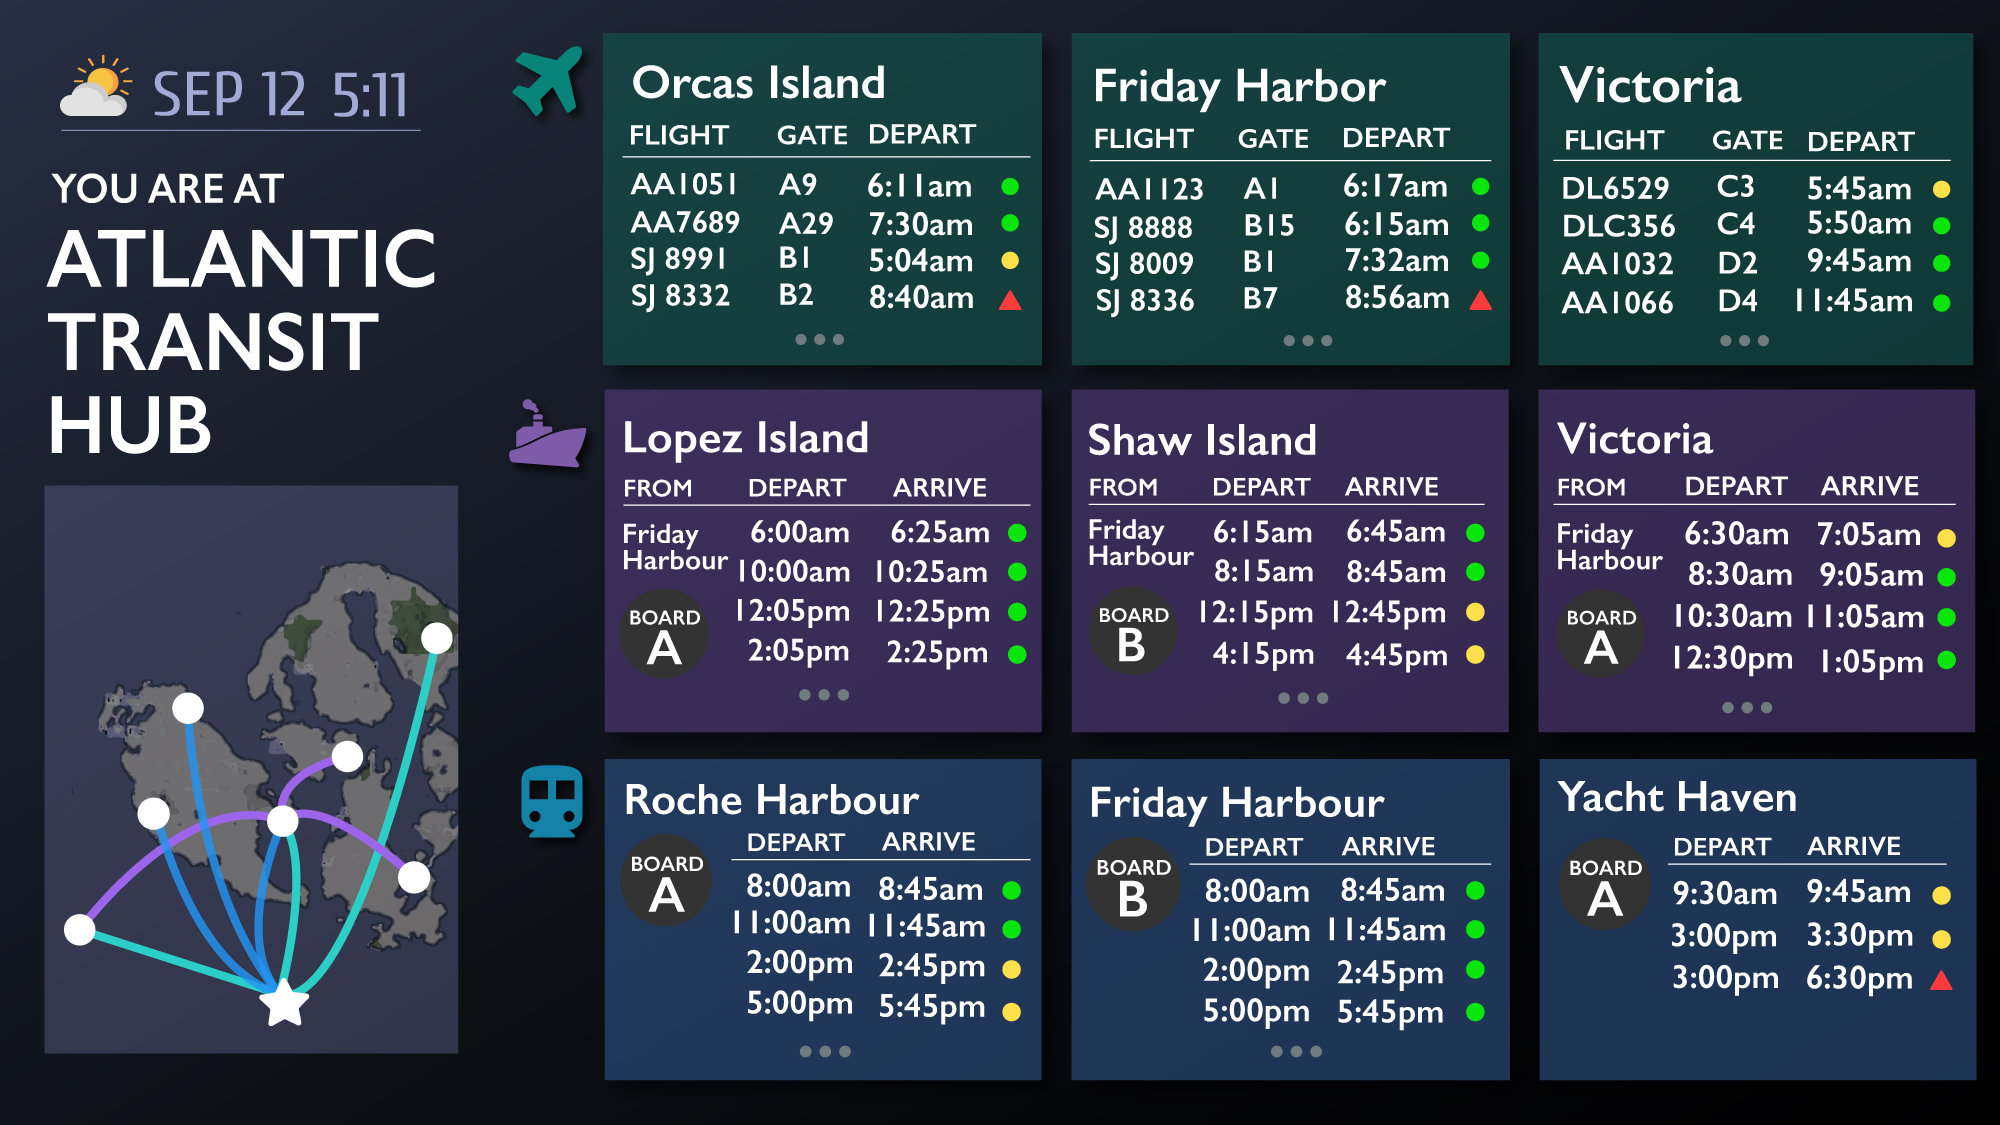 SEP 12 5:11
YOU ARE AT
ATLANTIC
TRANSIT
HUB
Orcas Island
FLIGHT GATE DEPART
AA1051 A9 6:11am
AA7689 A29 7:30am
SJ 8991 B1 5:04am
SJ 8332 B2 8:40am
Friday Harbor
FLIGHT GATE DEPART
AA1123 A1 6:17am
SJ 8888 B15 6:15am
SJ 8009 B1 7:32am
SJ 8336 B7 8:56am
Victoria
FLIGHT GATE DEPART
DL6529 C3 5:45am
DLC356 C4 5:50am
AA1032 D2 9:45am
AA1066 D4 11:45am
Lopez Island
FROM DEPART ARRIVE
Friday
Harbour
BOARD
A
6:00am 6:25am
10:00am 10:25am
12:05pm 12:25pm
2:05pm 2:25pm
Shaw Island
FROM DEPART ARRIVE
Friday
Harbour
BOARD
B
6:15am 6:45am
8:15am 8:45am
12:15pm 12:45pm
4:15pm 4:45pm
Victoria
FROM DEPART ARRIVE
Friday
Harbour
BOARD
A
6:30am 7:05am
8:30am 9:05am
10:30am 11:05am
12:30pm 1:05pm
Roche Harbour
BOARD
A
DEPART ARRIVE
8:00am 8:45am
11:00am 11:45am
2:00pm 2:45pm
5:00pm 5:45pm
Friday Harbour
BOARD
B
DEPART ARRIVE
8:00am 8:45am
11:00am 11:45am
2:00pm 2:45pm
5:00pm 5:45pm
Yacht Haven
BOARD
A
DEPART ARRIVE
9:30am 9:45am
3:00pm 3:30pm
3:00pm 6:30pm